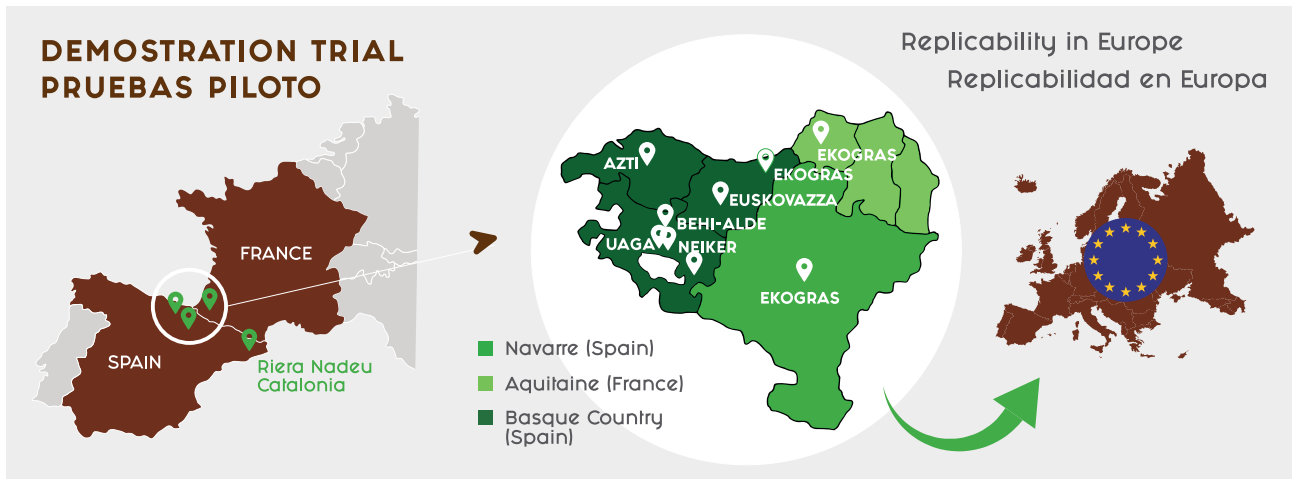 DEMOSTRATION TRIAL
PRUEBAS PILOTO
FRANCE
SPAIN
Riera Nadeu
Catalonia
AZTI
EKOGRAS
EKOGRAS
EUSKOVAZZA
BEHI-ALDE
UAGA
NEIKER
EKOGRAS
Navarre (Spain)
Aquitaine (France)
Basque Country
(Spain)
Replicability in Europe
Replicabilidad en Europa